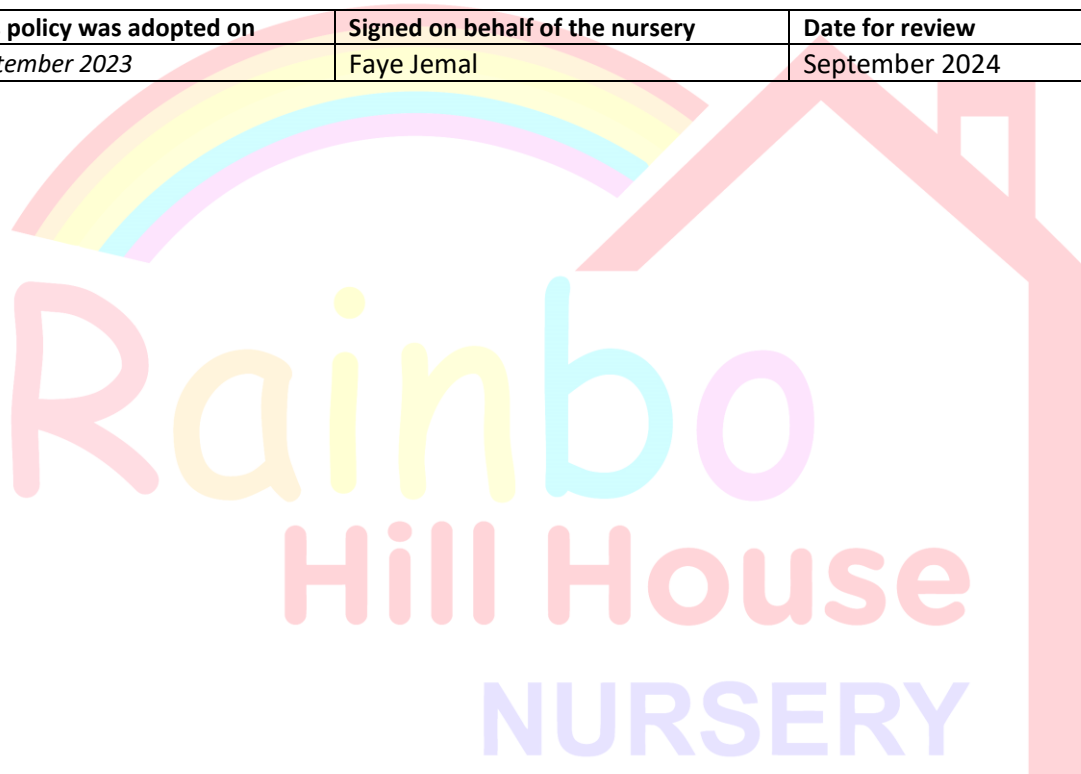 policy was adopted on Signed on behalf of the nursery Date for review
tember 2023 Faye Jemal September 2024
Rainbo
Hill House
NURSERY